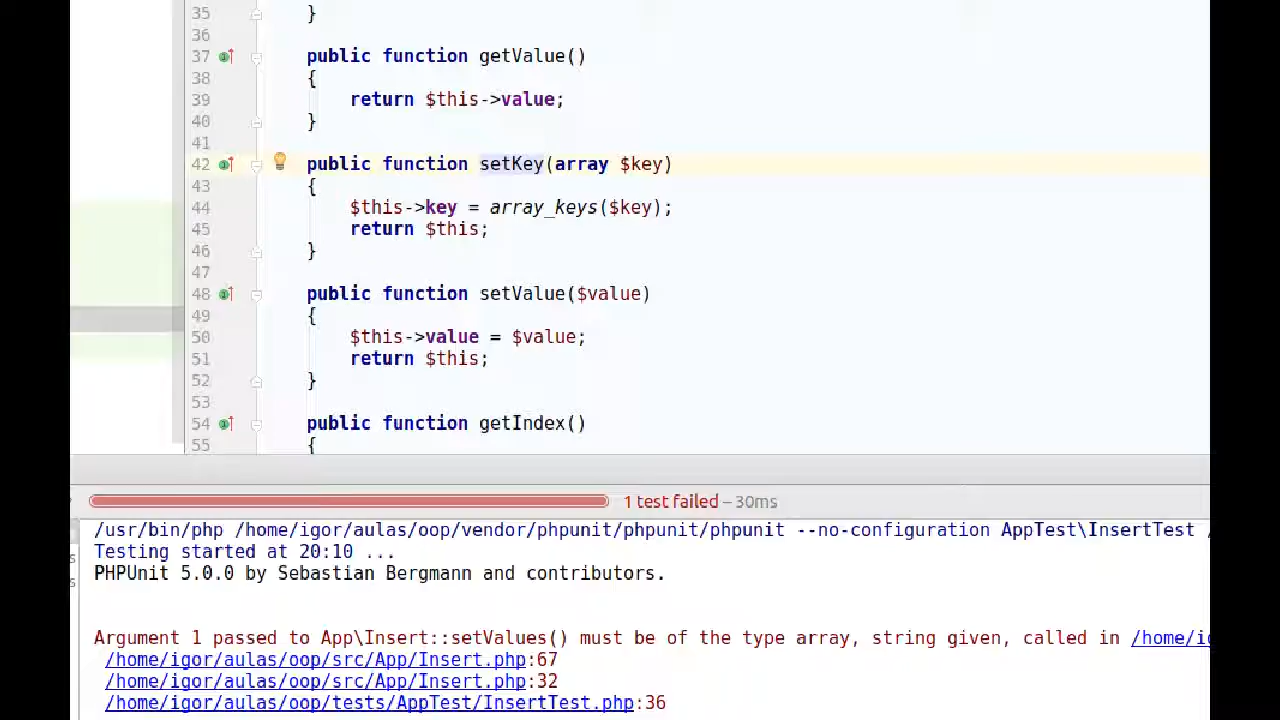 35 }
36
37 public function getValue()
38 {
39 return $this->value;
40 }
41
42 public function setKey(array $key)
43 {
44 $this->key = array_keys($key);
45 return $this;
46 }
47
48 public function setValue($value)
49 {
50 $this->value = $value;
51 return $this;
52 }
53
54 public function getIndex()
55 {
1 test failed – 30ms
/usr/bin/php /home/igor/aulas/oop/vendor/phpunit/phpunit/phpunit --no-configuration AppTest\InsertTest /
Testing started at 20:10 ...
PHPUnit 5.0.0 by Sebastian Bergmann and contributors.
Argument 1 passed to App\Insert::setValues() must be of the type array, string given, called in /home/ig
/home/igor/aulas/oop/src/App/Insert.php:67
/home/igor/aulas/oop/src/App/Insert.php:32
/home/igor/aulas/oop/tests/AppTest/InsertTest.php:36